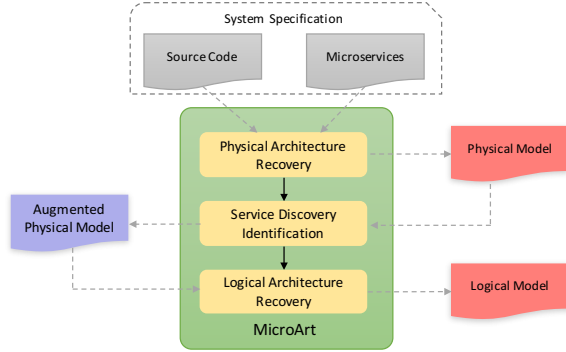 System Specification
Source Code
Microservices
Physical Architecture
Recovery
Physical Model
Augmented
Physical Model
Service Discovery
Identification
Logical Architecture
Recovery
Logical Model
MicroArt